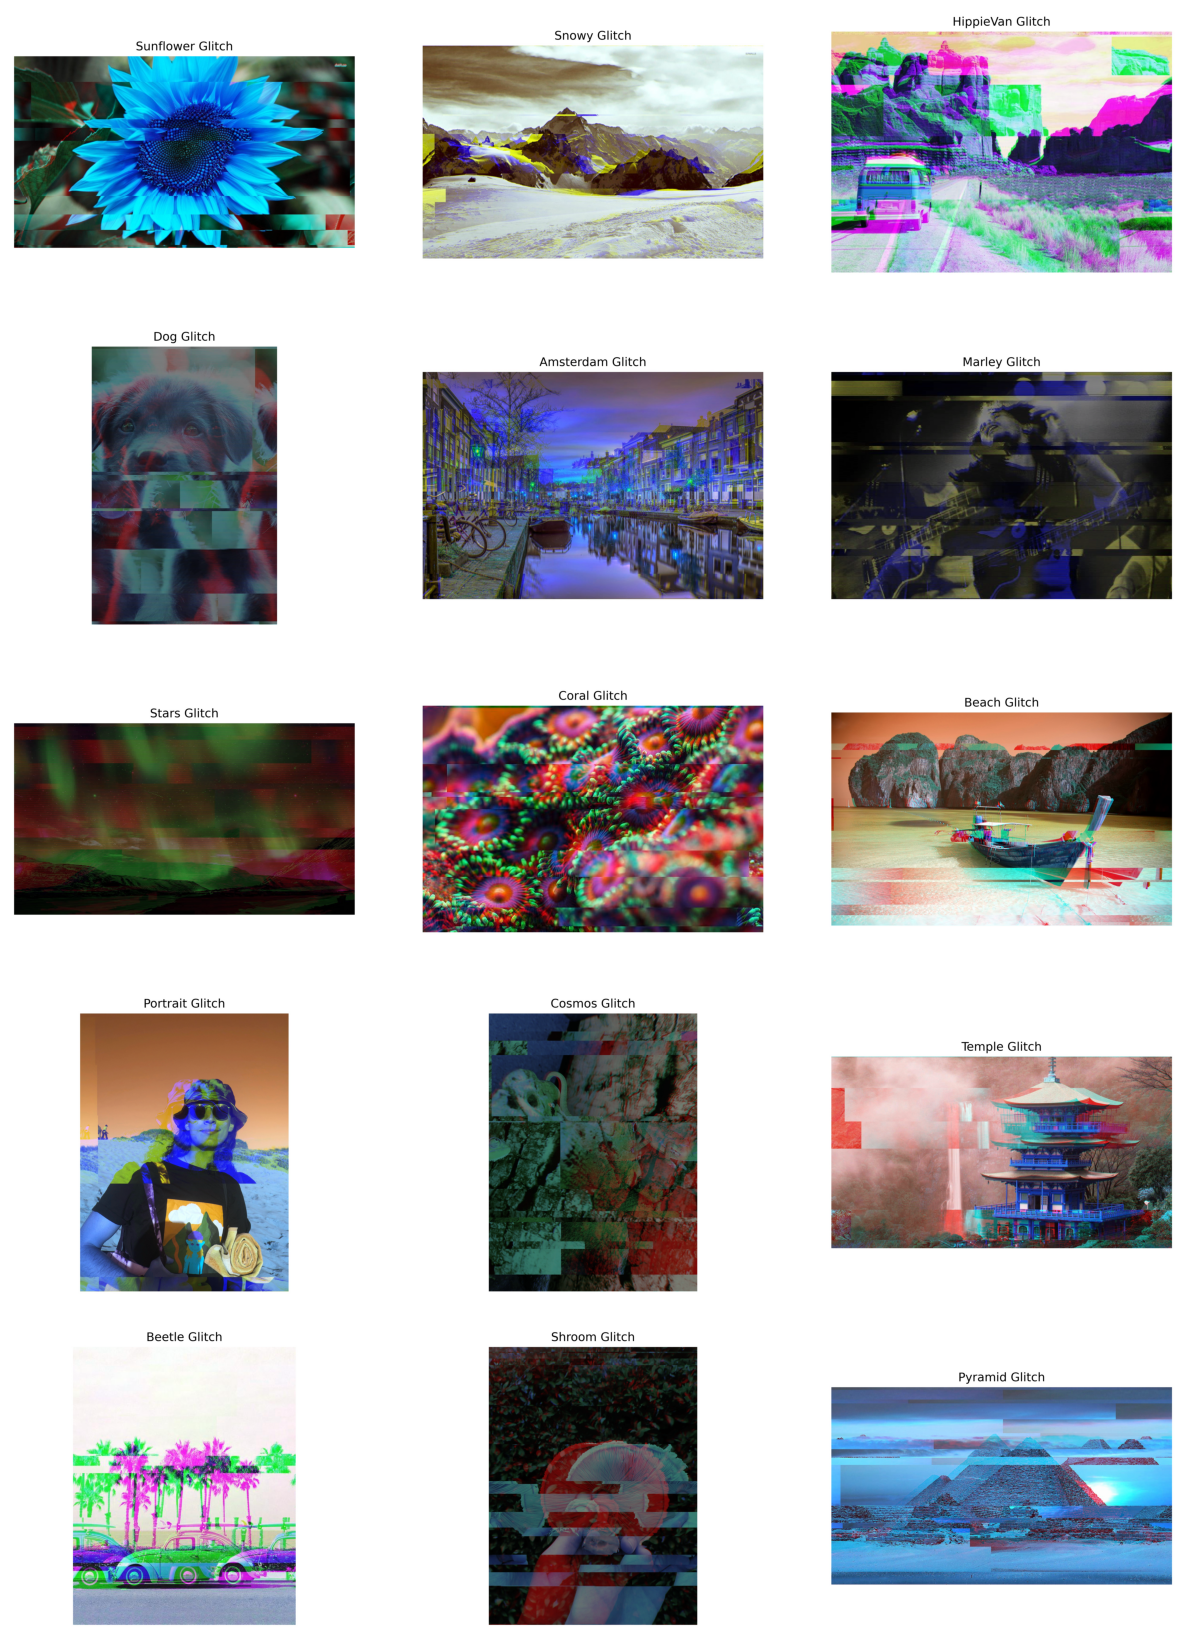 Sunflower Glitch
Snowy Glitch
HippieVan Glitch
Dog Glitch
Amsterdam Glitch
Marley Glitch
Stars Glitch
Coral Glitch
Beach Glitch
Portrait Glitch
Cosmos Glitch
Temple Glitch
Beetle Glitch
Shroom Glitch
Pyramid Glitch